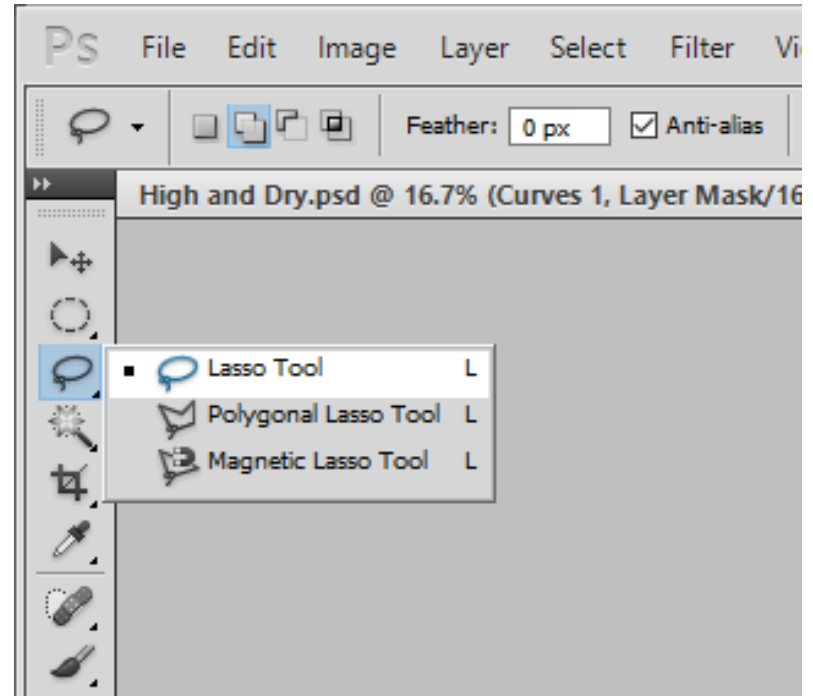 Ps File Edit Image Layer Select Filter Vi
Feather: 0 px Anti-alias
High and Dry.psd @ 16.7% (Curves 1, Layer Mask/16
Lasso Tool L
Polygonal Lasso Tool L
Magnetic Lasso Tool L